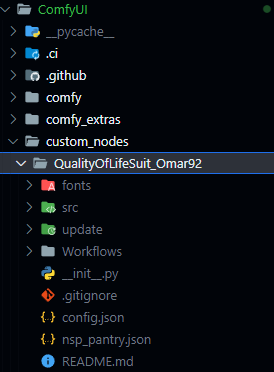 ComfyUI
__pycache__
.ci
.github
comfy
comfy_extras
custom_nodes
QualityOfLifeSuit_Omar92
fonts
src
update
Workflows
__init__.py
.gitignore
config.json
nsp_pantry.json
README.md